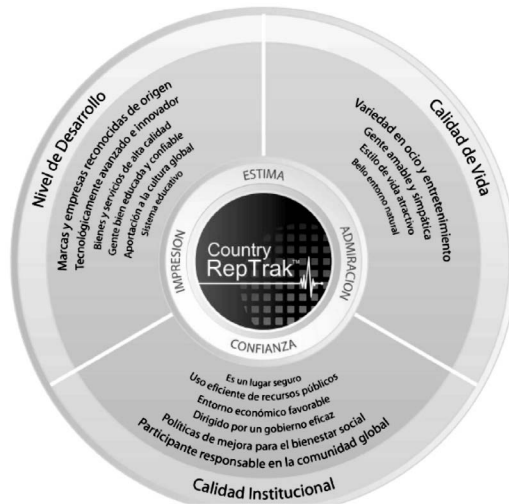 Nivel de Desarrollo
Marcas y empresas reconocidas de origen
Tecnológicamente avanzado e innovador
Bienes y servicios de alta calidad
Gente bien educada y confiable
Aportación a la cultura global
Sistema educativo
Calidad de Vida
Variedad en ocio y entretenimiento
Gente amable y simpática
Estilo de vida atractivo
Bello entorno natural
ESTIMA
ADMIRACION
CONFIANZA
IMPRESION
Country
RepTrak™
Es un lugar seguro
Uso eficiente de recursos públicos
Entorno económico favorable
Dirigido por un gobierno eficaz
Políticas de mejora para el bienestar social
Participante responsable en la comunidad global
Calidad Institucional